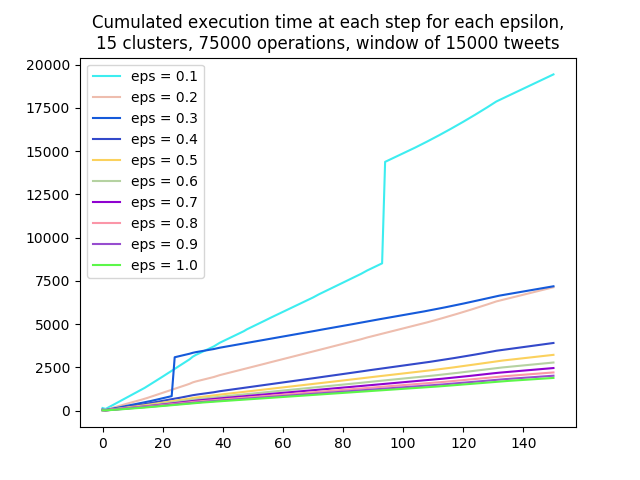 Cumulated execution time at each step for each epsilon,
15 clusters, 75000 operations, window of 15000 tweets
20000
17500
15000
12500
10000
7500
5000
2500
0
eps = 0.1
eps = 0.2
eps = 0.3
eps = 0.4
eps = 0.5
eps = 0.6
eps = 0.7
eps = 0.8
eps = 0.9
eps = 1.0
0 20 40 60 80 100 120 140